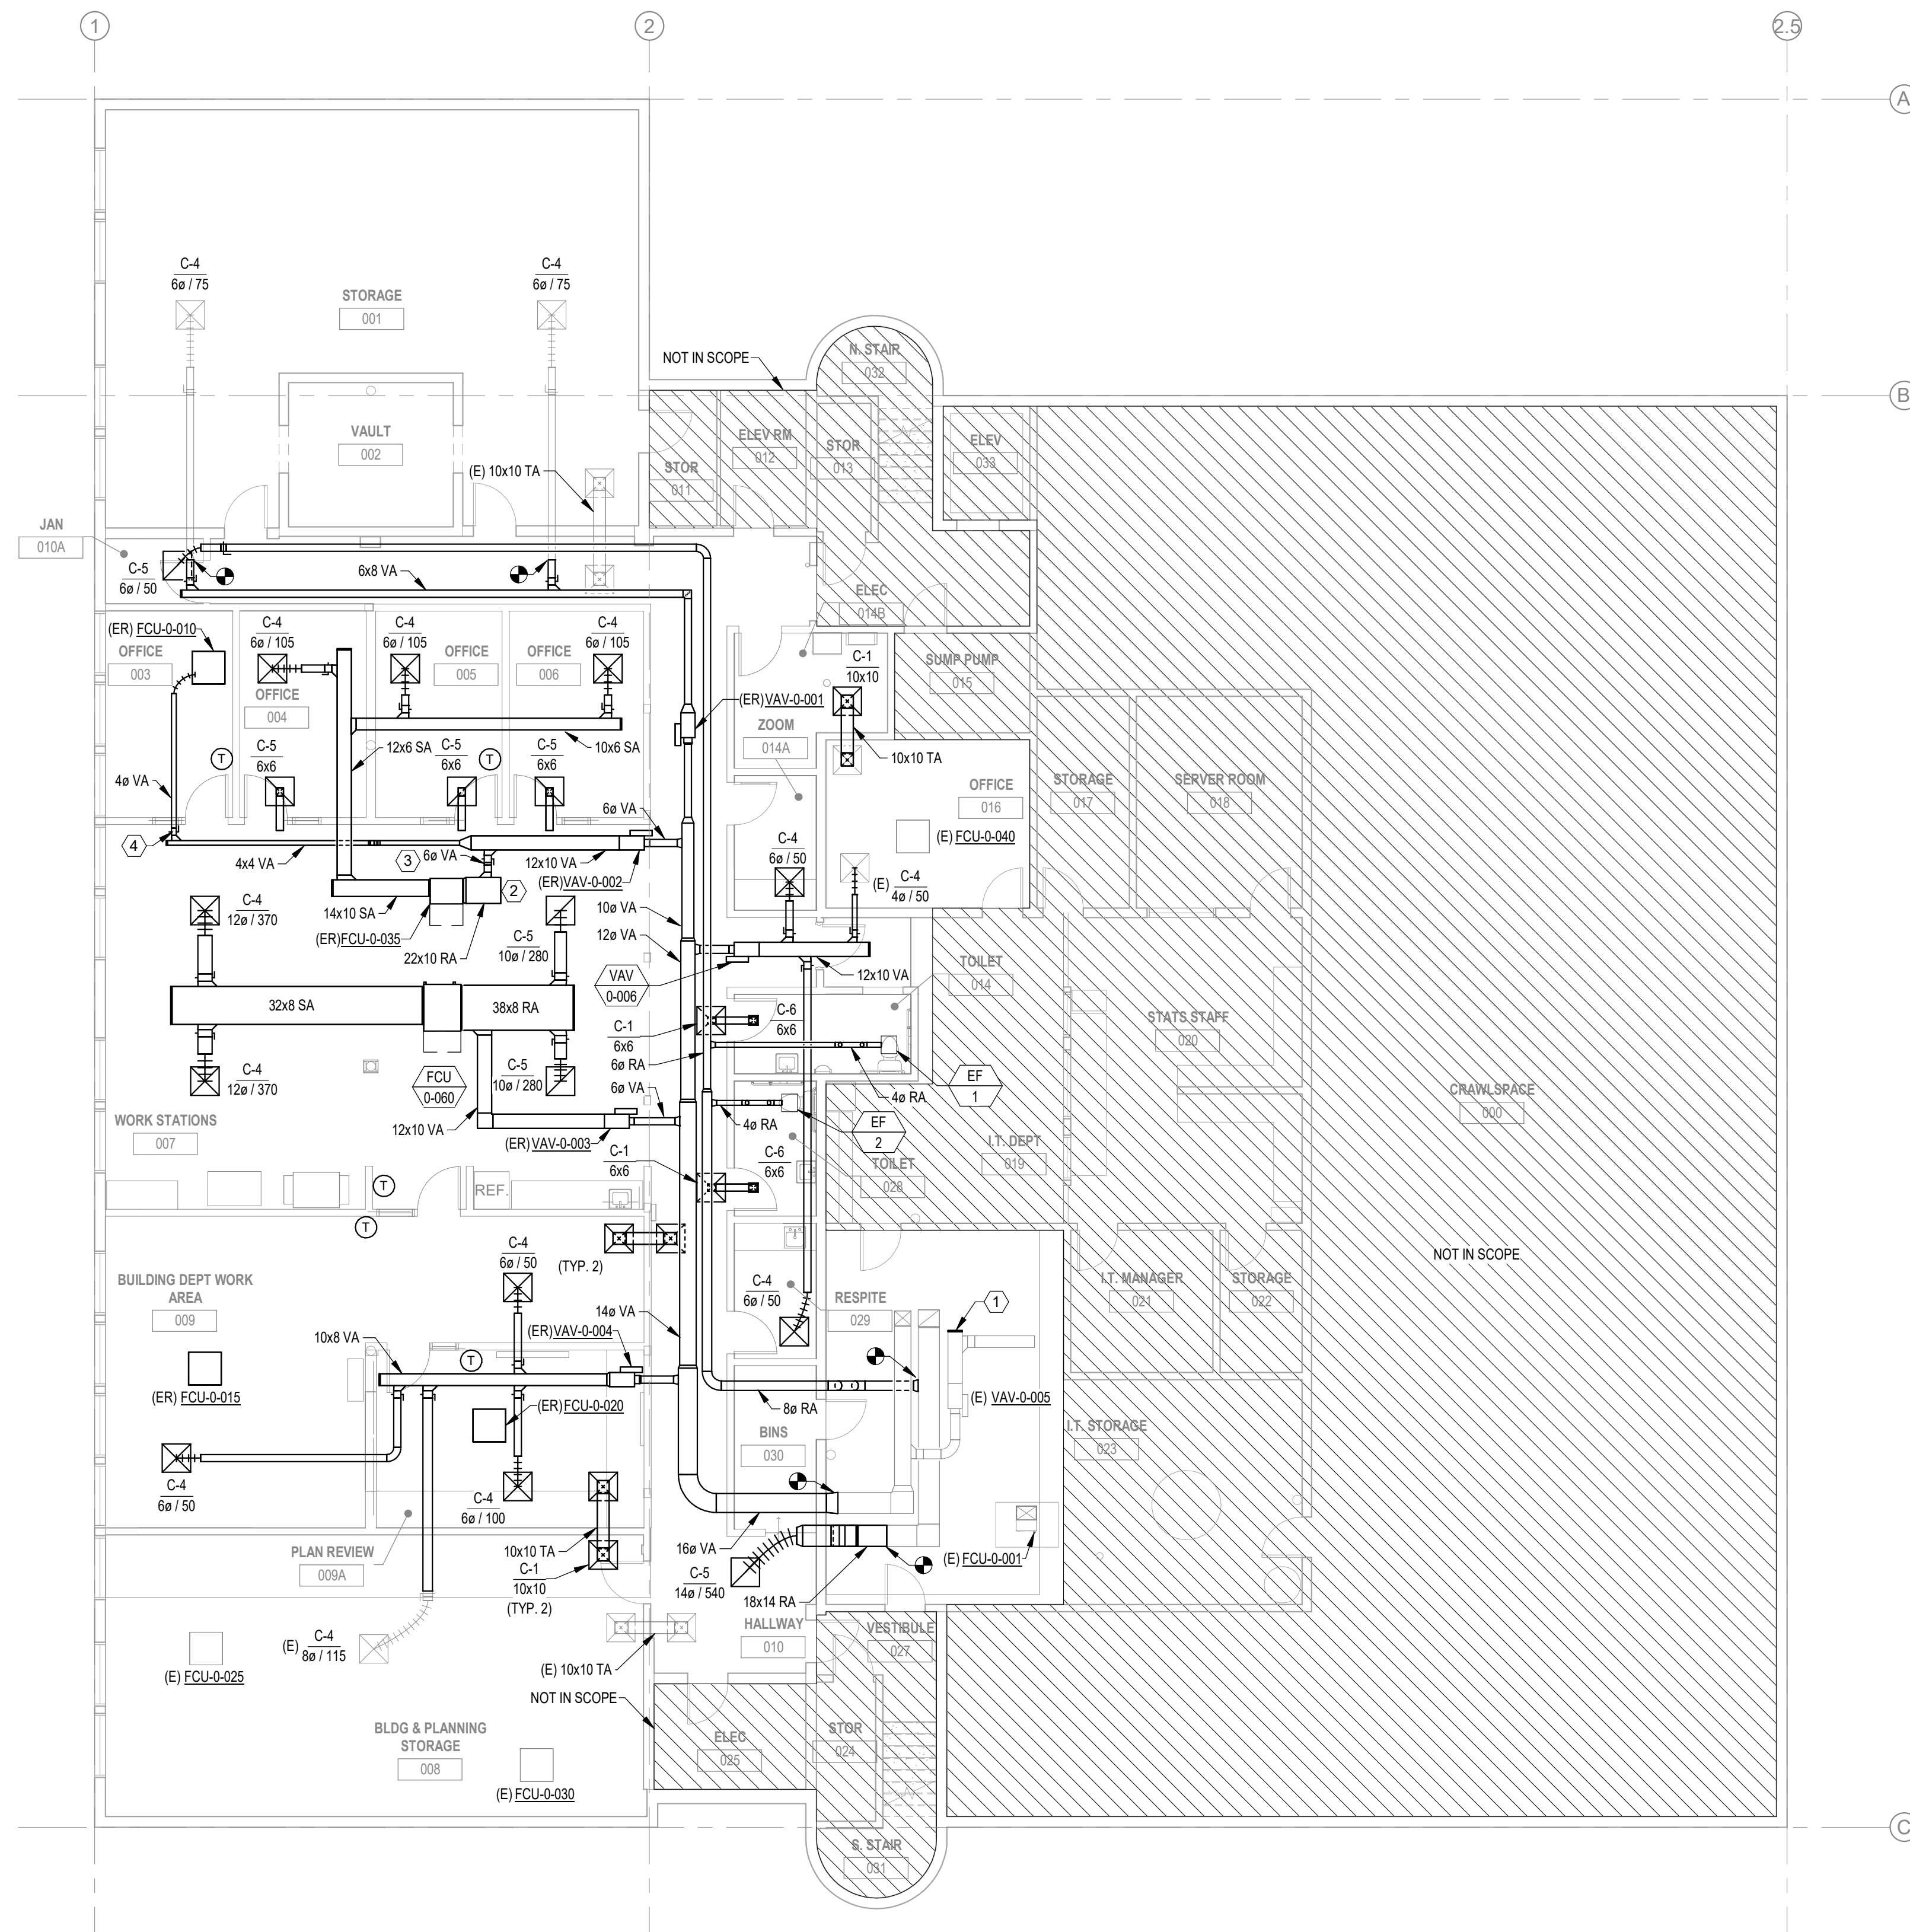 1
2
2.5
A
B
C
C-4
6ø / 75
C-4
6ø / 75
STORAGE
001
NOT IN SCOPE
N. STAIR
032
VAULT
002
(E) 10x10 TA
STOR
011
ELEV RM
012
STOR
013
ELEV
033
JAN
010A
C-5
6ø / 50
6x8 VA
ELEC
014B
(ER) FCU-0-010
OFFICE
003
C-4
6ø / 105
OFFICE
004
C-4
6ø / 105
OFFICE
005
OFFICE
006
C-4
6ø / 105
(ER) VAV-0-001
C-1
10x10
SUMP PUMP
015
ZOOM
014A
10x10 TA
12x6 SA
10x6 SA
T
C-5
6x6
C-5
6x6
T
C-5
6x6
4ø VA
OFFICE
016
STORAGE
017
SERVER ROOM
018
(E) FCU-0-040
6ø VA
4
4x4 VA
3
6ø VA
12x10 VA
(ER) VAV-0-002
2
14x10 SA
(ER) FCU-0-035
22x10 RA
C-4
6ø / 50
(E)
C-4
4ø / 50
C-4
12ø / 370
C-5
10ø / 280
10ø VA
12ø VA
VAV
0-006
12x10 VA
TOILET
014
32x8 SA
38x8 RA
C-1
6x6
C-6
6x6
6ø RA
STATS STAFF
020
C-4
12ø / 370
FCU
0-060
C-5
10ø / 280
6ø VA
4ø RA
EF
1
CRAWLSPACE
000
WORK STATIONS
007
12x10 VA
(ER) VAV-0-003
4ø RA
EF
2
C-1
6x6
C-6
6x6
TOILET
028
I.T. DEPT
019
T
REF.
T
BUILDING DEPT WORK
AREA
009
C-4
6ø / 50
(TYP. 2)
C-4
6ø / 50
RESPITE
029
1
I.T. MANAGER
021
STORAGE
022
NOT IN SCOPE
10x8 VA
14ø VA
(ER) VAV-0-004
T
(ER) FCU-0-015
(ER) FCU-0-020
8ø RA
(E) VAV-0-005
BINS
030
I.T. STORAGE
023
C-4
6ø / 50
C-4
6ø / 100
PLAN REVIEW
009A
10x10 TA
C-1
10x10
(TYP. 2)
16ø VA
C-5
14ø / 540
18x14 RA
(E) FCU-0-001
HALLWAY
010
VESTIBULE
027
(E)
C-4
8ø / 115
(E) FCU-0-025
(E) 10x10 TA
NOT IN SCOPE
BLDG & PLANNING
STORAGE
008
ELEC
025
STOR
024
(E) FCU-0-030
S. STAIR
031